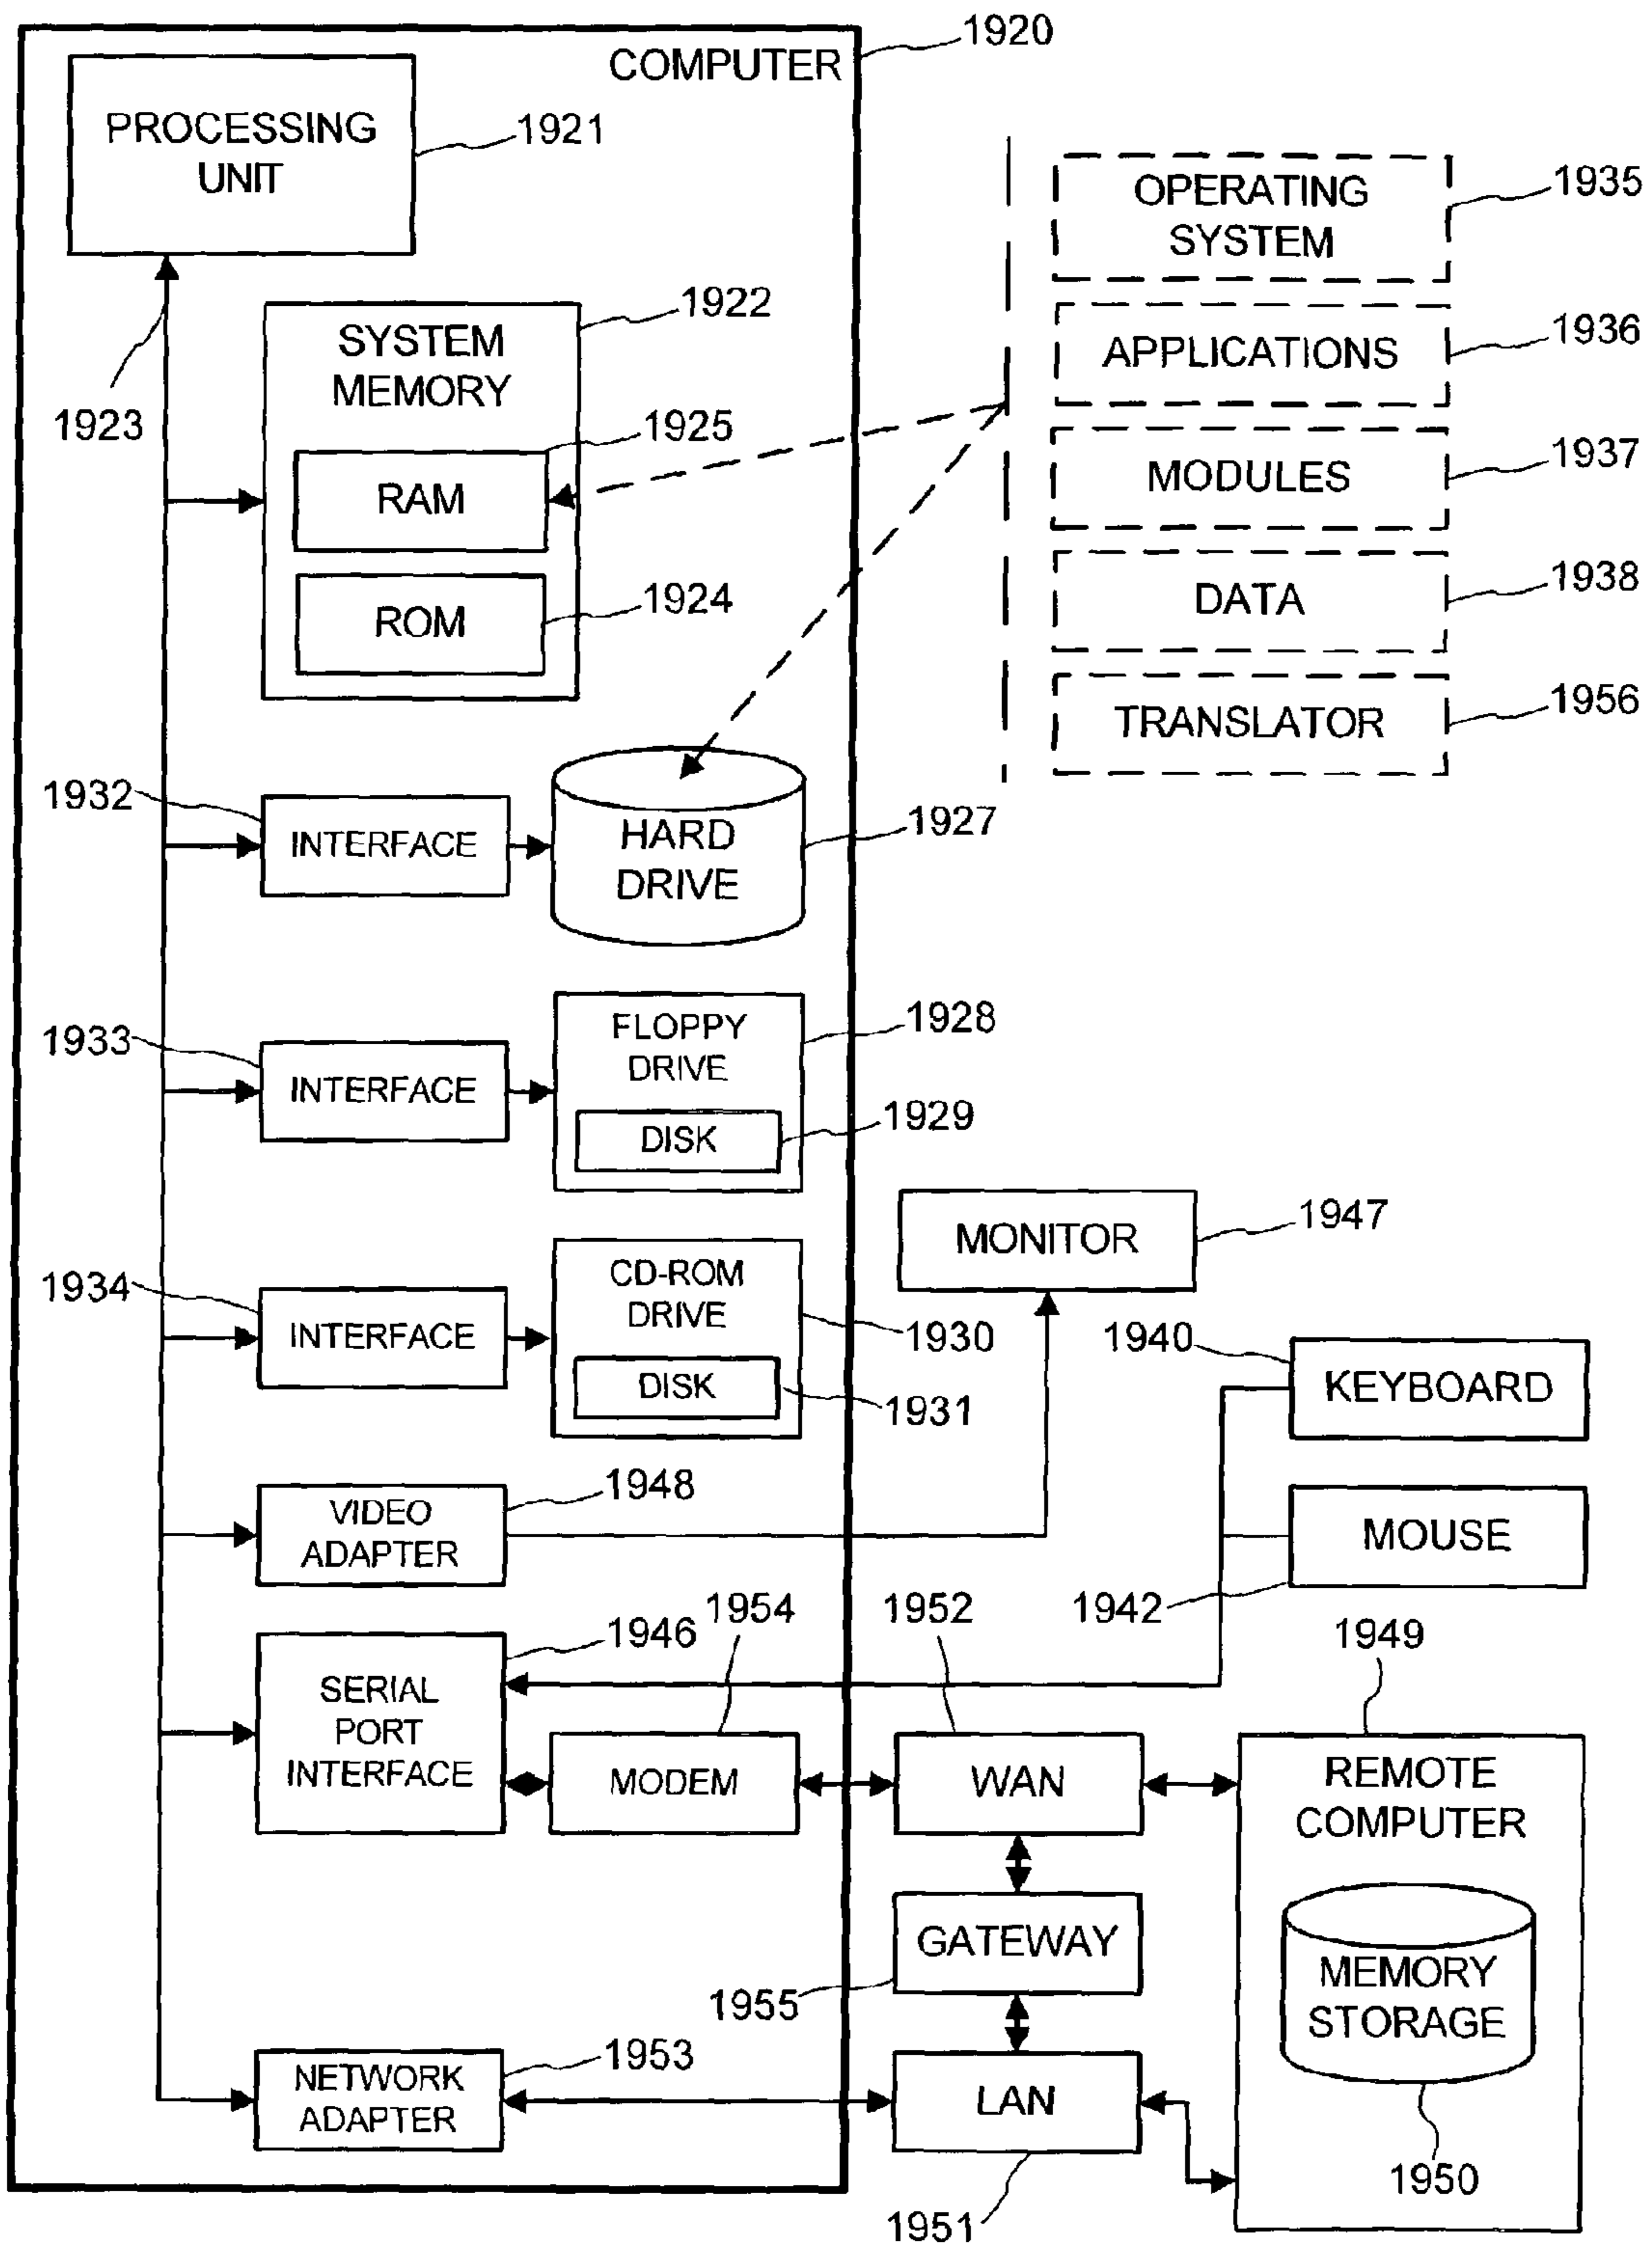 1920
COMPUTER
PROCESSING
UNIT
1921
OPERATING
SYSTEM
1935
1922
SYSTEM
MEMORY
1923
1925
RAM
1924
ROM
APPLICATIONS
1936
MODULES
1937
DATA
1938
TRANSLATOR
1956
1932
INTERFACE
HARD
DRIVE
1927
1933
INTERFACE
FLOPPY
DRIVE
1928
DISK
1929
MONITOR
1947
1934
INTERFACE
CD-ROM
DRIVE
1930
DISK
1931
1940
KEYBOARD
VIDEO
ADAPTER
1948
MOUSE
1942
1946
SERIAL
PORT
INTERFACE
1954
MODEM
1952
WAN
1949
REMOTE
COMPUTER
GATEWAY
1955
MEMORY
STORAGE
1950
NETWORK
ADAPTER
1953
LAN
1951